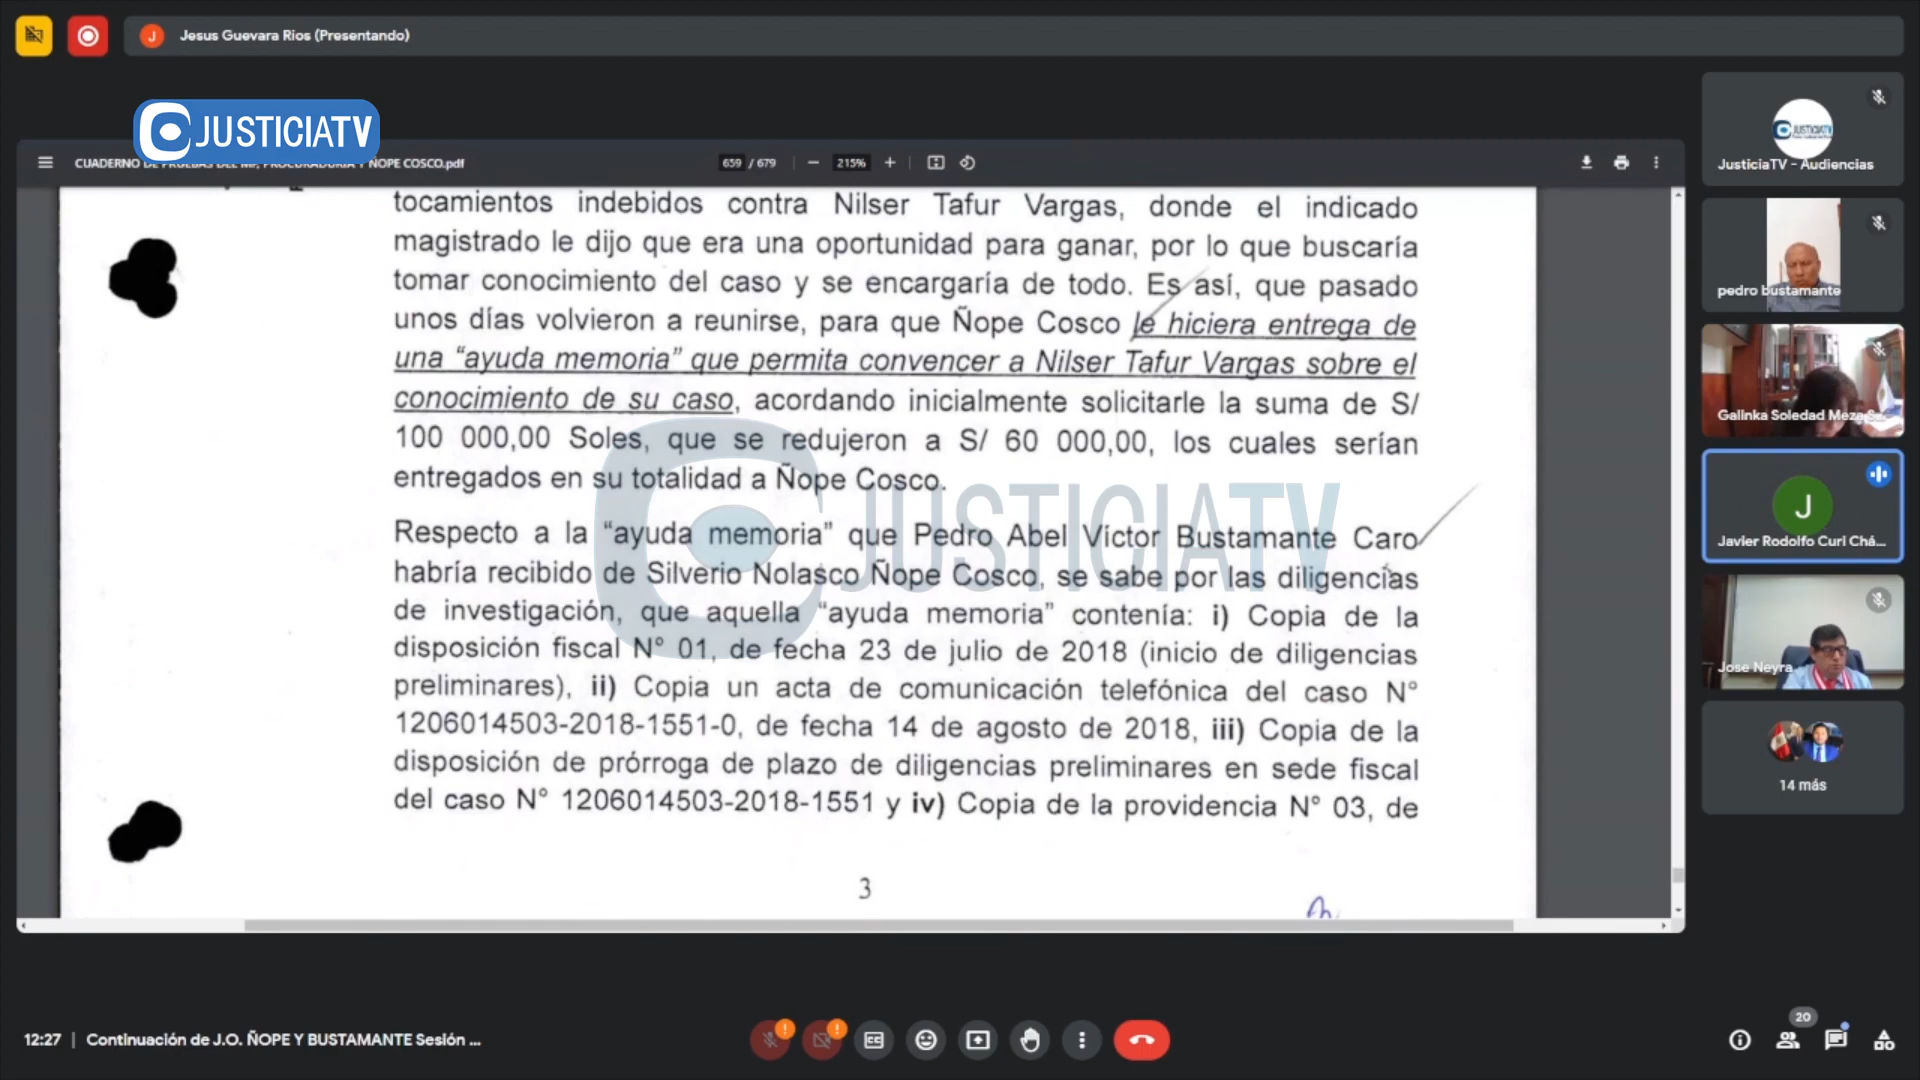 Jesus Guevara Rios (Presentando)
JUSTICIATV
CUADERNO DE PRUEBAS DEL MP, PROCURADURIA Y ÑOPE COSCO.pdf
659 / 679
215%
tocamientos indebidos contra Nilser Tafur Vargas, donde el indicado
magistrado le dijo que era una oportunidad para ganar, por lo que buscaría
tomar conocimiento del caso y se encargaría de todo. Es así, que pasado
unos días volvieron a reunirse, para que Ñope Cosco le hiciera entrega de
una “ayuda memoria” que permita convencer a Nilser Tafur Vargas sobre el
conocimiento de su caso, acordando inicialmente solicitarle la suma de S/
100 000,00 Soles, que se redujeron a S/ 60 000,00, los cuales serían
entregados en su totalidad a Ñope Cosco.
JUSTICIATV
Respecto a la “ayuda memoria” que Pedro Abel Víctor Bustamante Caro
habría recibido de Silverio Nolasco Ñope Cosco, se sabe por las diligencias
de investigación, que aquella “ayuda memoria” contenía: i) Copia de la
disposición fiscal N° 01, de fecha 23 de julio de 2018 (inicio de diligencias
preliminares), ii) Copia un acta de comunicación telefónica del caso N°
1206014503-2018-1551-0, de fecha 14 de agosto de 2018, iii) Copia de la
disposición de prórroga de plazo de diligencias preliminares en sede fiscal
del caso N° 1206014503-2018-1551 y iv) Copia de la providencia N° 03, de
3
JUSTICIATV
JusticiaTV - Audiencias
pedro bustamante
Galinka Soledad Meza S...
J
Javier Rodolfo Curi Chá...
Jose Neyra
14 más
12:27 | Continuación de J.O. ÑOPE Y BUSTAMANTE Sesión ...
20